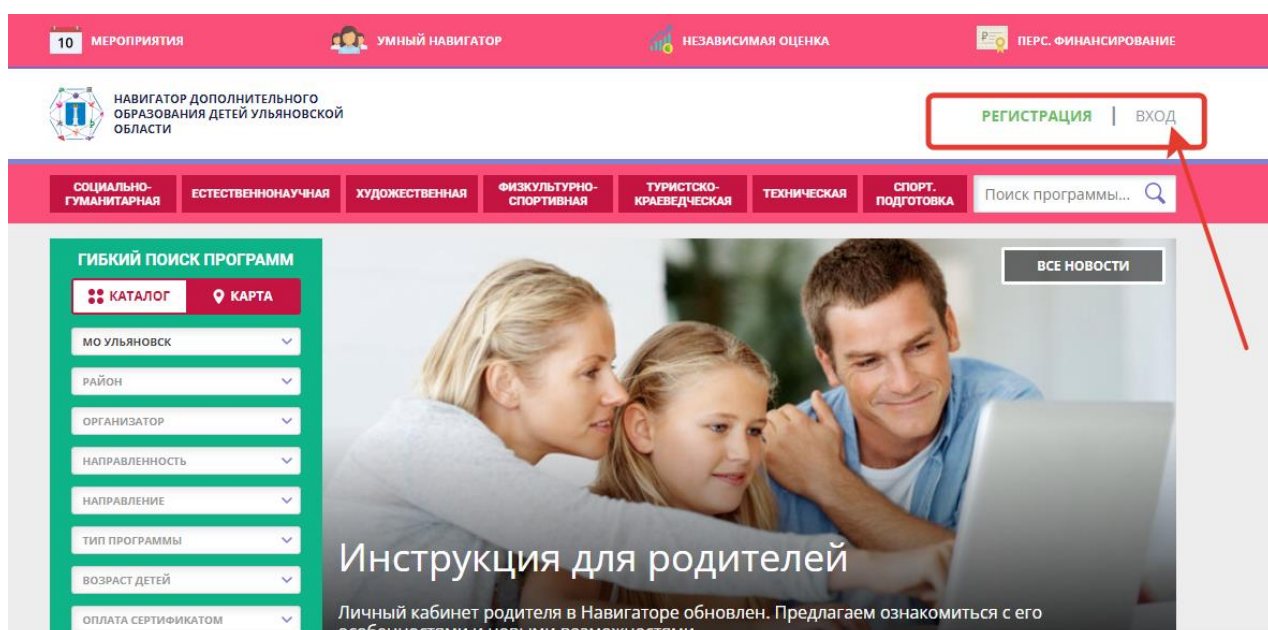 10 МЕРОПРИЯТИЯ
УМНЫЙ НАВИГАТОР
НЕЗАВИСИМАЯ ОЦЕНКА
ПЕРС. ФИНАНСИРОВАНИЕ
НАВИГАТОР ДОПОЛНИТЕЛЬНОГО
ОБРАЗОВАНИЯ ДЕТЕЙ УЛЬЯНОВСКОЙ
ОБЛАСТИ
РЕГИСТРАЦИЯ | ВХОД
СОЦИАЛЬНО-
ГУМАНИТАРНАЯ
ЕСТЕСТВЕННОНАУЧНАЯ
ХУДОЖЕСТВЕННАЯ
ФИЗКУЛЬТУРНО-
СПОРТИВНАЯ
ТУРИСТСКО-
КРАЕВЕДЧЕСКАЯ
ТЕХНИЧЕСКАЯ
СПОРТ.
ПОДГОТОВКА
Поиск программы...
ГИБКИЙ ПОИСК ПРОГРАММ
КАТАЛОГ
КАРТА
МО УЛЬЯНОВСК
РАЙОН
ОРГАНИЗАТОР
НАПРАВЛЕННОСТЬ
НАПРАВЛЕНИЕ
ТИП ПРОГРАММЫ
ВОЗРАСТ ДЕТЕЙ
ОПЛАТА СЕРТИФИКАТОМ
ВСЕ НОВОСТИ
Инструкция для родителей
Личный кабинет родителя в Навигаторе обновлен. Предлагаем ознакомиться с его
особенностями и новыми возможностями